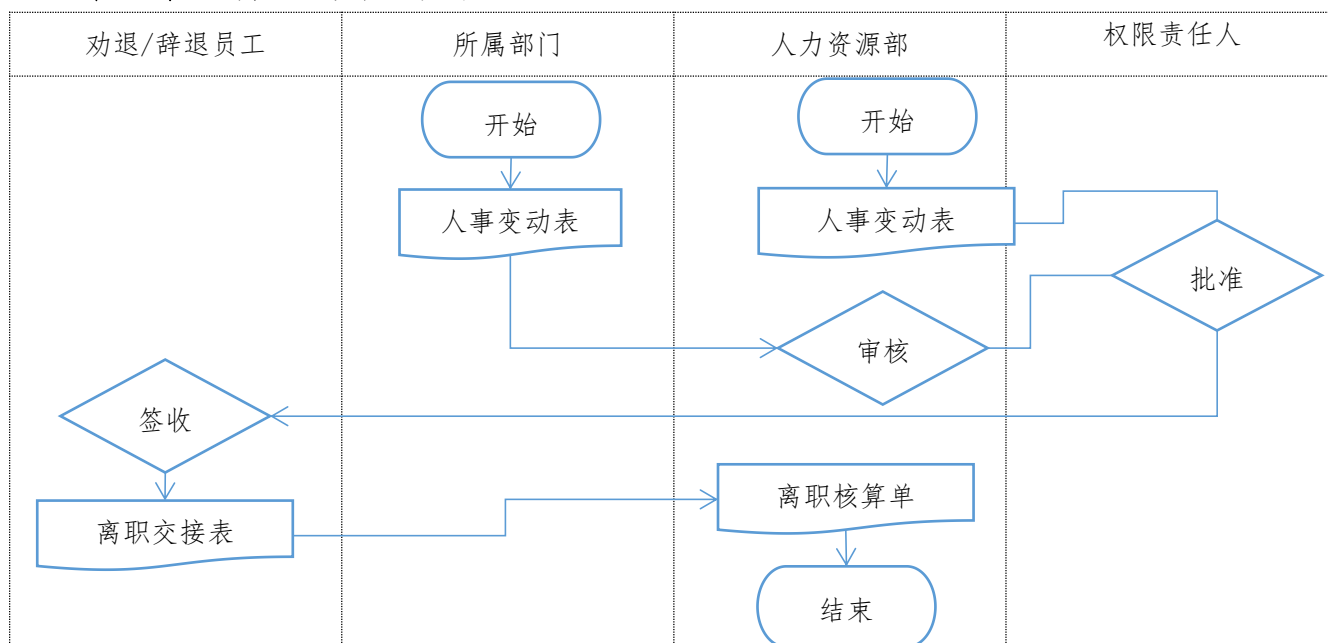 劝退/辞退员工
所属部门
人力资源部
权限责任人
开始
开始
人事变动表
人事变动表
批准
审核
签收
离职核算单
离职交接表
结束